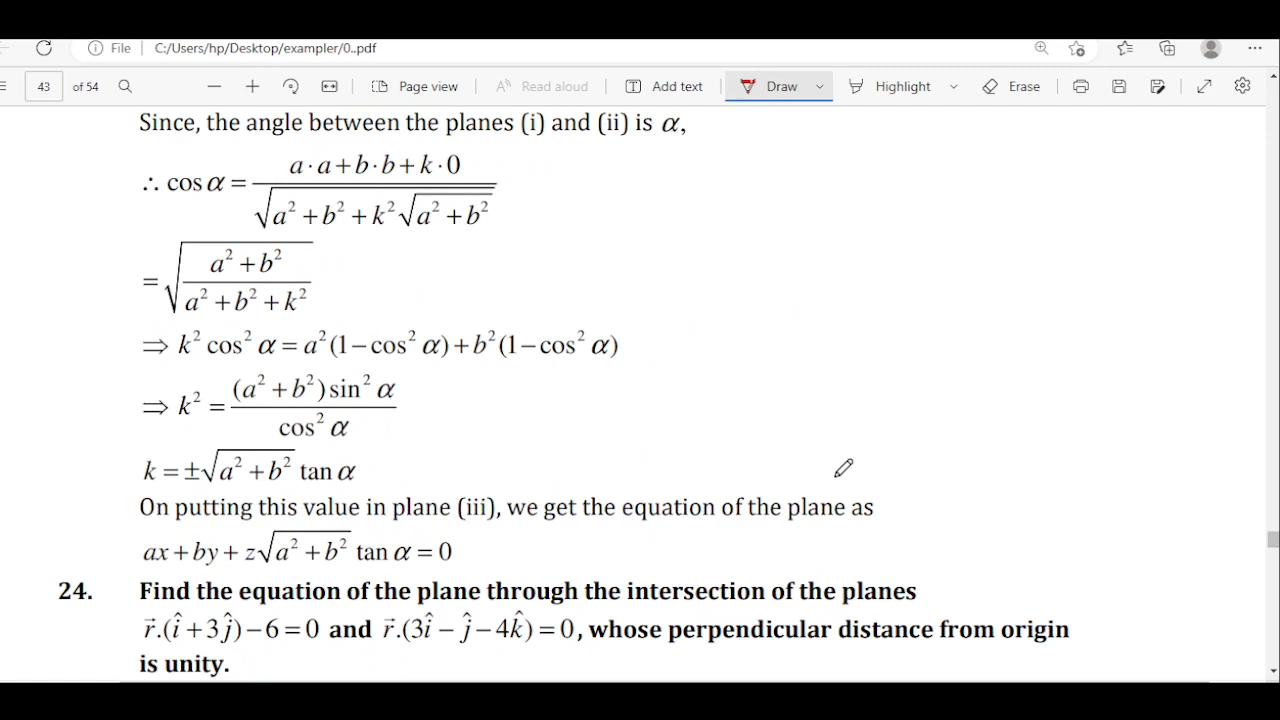 File C:/Users/hp/Desktop/exampler/0..pdf
43 of 54 Page view Read aloud Add text Draw Highlight Erase
Since, the angle between the planes (i) and (ii) is α,
∴ cos α = (a·a + b·b + k·0) / (√(a² + b² + k²) √(a² + b²))
= √((a² + b²) / (a² + b² + k²))
⇒ k² cos² α = a²(1 − cos² α) + b²(1 − cos² α)
⇒ k² = (a² + b²) sin² α / cos² α
k = ±√(a² + b²) tan α
On putting this value in plane (iii), we get the equation of the plane as
ax + by + z√(a² + b²) tan α = 0
24. Find the equation of the plane through the intersection of the planes
r⃗.(î + 3ĵ) − 6 = 0 and r⃗.(3î − ĵ − 4k̂) = 0, whose perpendicular distance from origin
is unity.